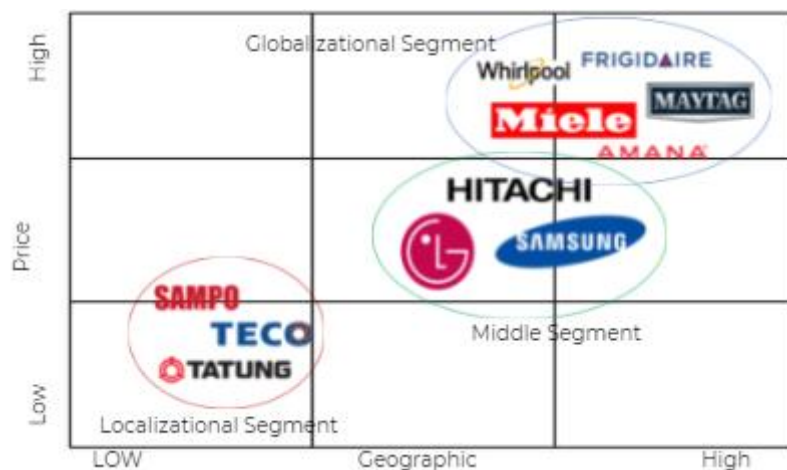 High
Globalizational Segment
Whirlpool
FRIGIDAIRE
MAYTAG
Miele
AMANA
Price
HITACHI
LG
SAMSUNG
SAMPO
TECO
TATUNG
Middle Segment
Low
Localizational Segment
LOW
Geographic
High